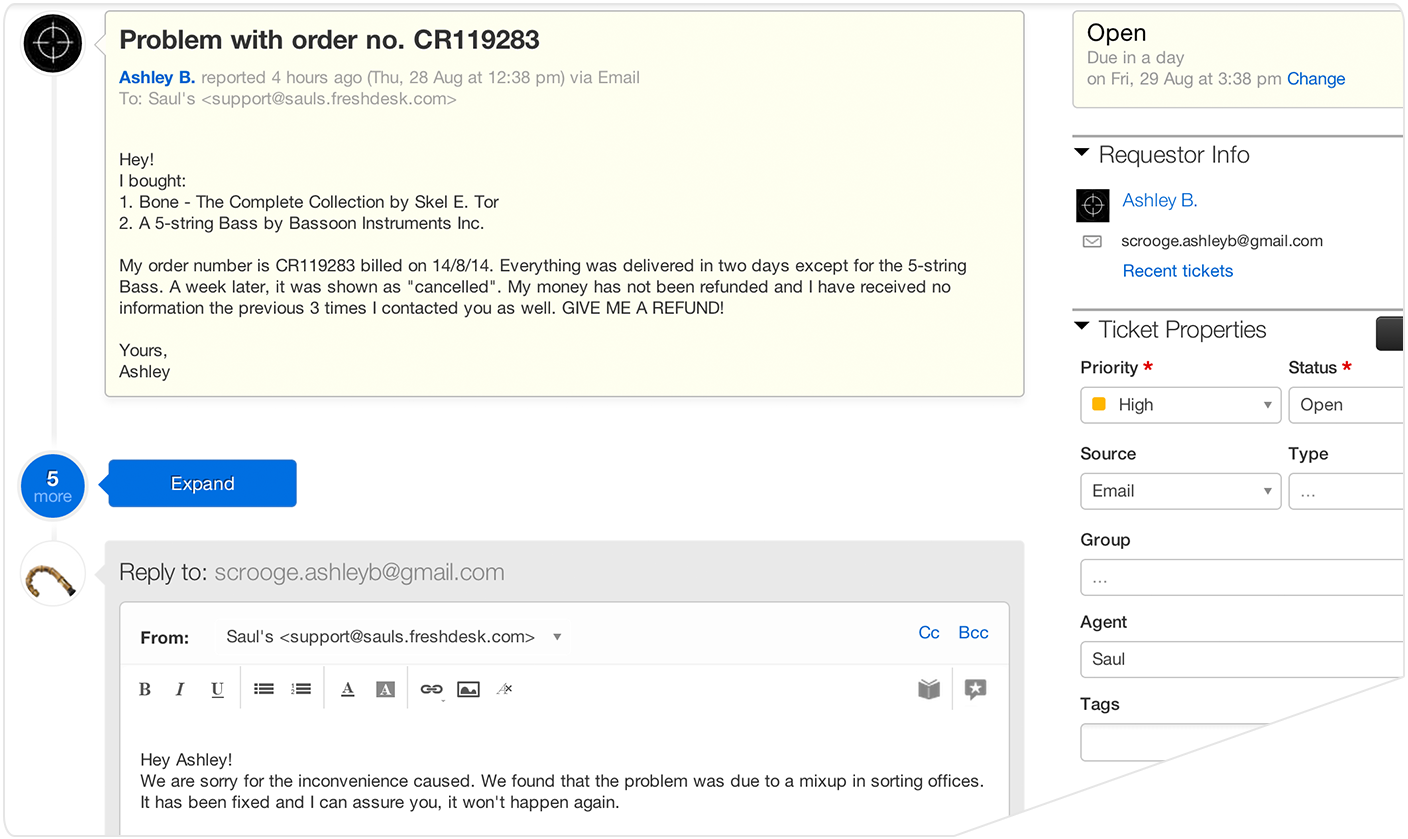 Problem with order no. CR119283
Ashley B. reported 4 hours ago (Thu, 28 Aug at 12:38 pm) via Email
To: Saul's <support@sauls.freshdesk.com>
Hey!
I bought:
1. Bone - The Complete Collection by Skel E. Tor
2. A 5-string Bass by Bassoon Instruments Inc.
My order number is CR119283 billed on 14/8/14. Everything was delivered in two days except for the 5-string
Bass. A week later, it was shown as "cancelled". My money has not been refunded and I have received no
information the previous 3 times I contacted you as well. GIVE ME A REFUND!
Yours,
Ashley
5
more
Expand
Reply to: scrooge.ashleyb@gmail.com
From: Saul's <support@sauls.freshdesk.com>
Cc Bcc
B I U A A
Hey Ashley!
We are sorry for the inconvenience caused. We found that the problem was due to a mixup in sorting offices.
It has been fixed and I can assure you, it won't happen again.
Open
Due in a day
on Fri, 29 Aug at 3:38 pm Change
Requestor Info
Ashley B.
scrooge.ashleyb@gmail.com
Recent tickets
Ticket Properties
Priority * Status *
High Open
Source Type
Email ...
Group
...
Agent
Saul
Tags